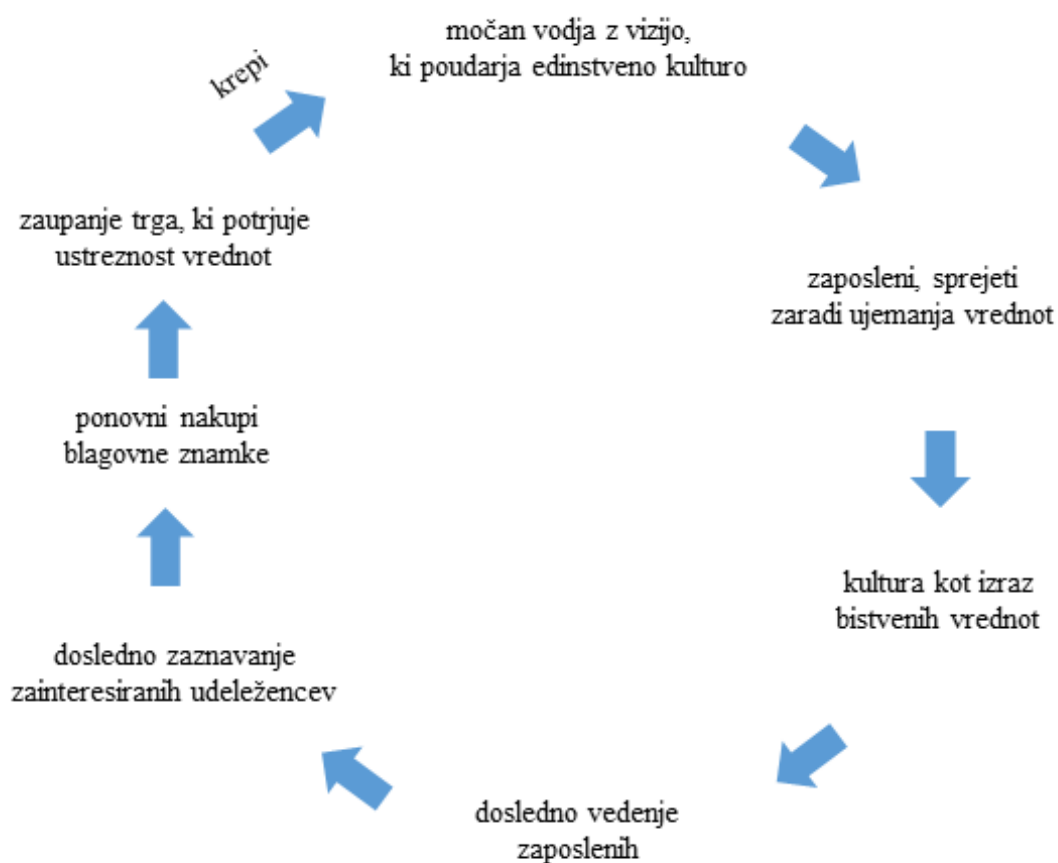 močan vodja z vizijo,
ki poudarja edinstveno kulturo
zaposleni, sprejeti
zaradi ujemanja vrednot
kultura kot izraz
bistvenih vrednot
dosledno vedenje
zaposlenih
dosledno zaznavanje
zainteresiranih udeležencev
ponovni nakupi
blagovne znamke
zaupanje trga, ki potrjuje
ustreznost vrednot
krepi